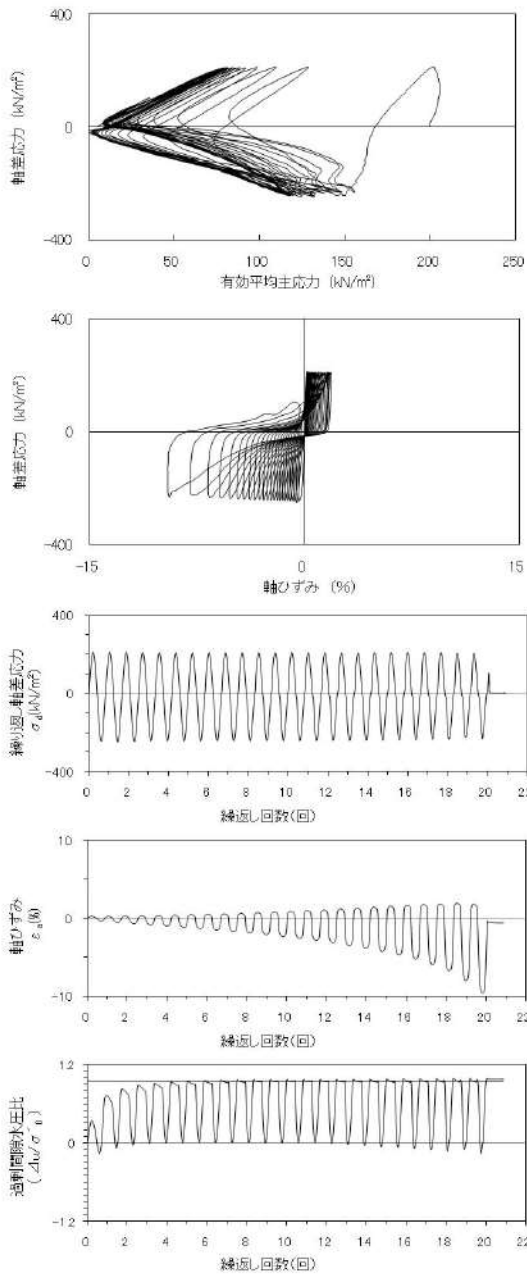 400
0
-400
軸差応力 (kN/m²)
0 50 100 150 200 250
有効平均主応力 (kN/m²)
400
0
-400
軸差応力 (kN/m²)
-15 0 15
軸ひずみ (%)
400
0
-400
繰り返し軸差応力
σd(kN/m²)
0 2 4 6 8 10 12 14 16 18 20 22
繰返し回数(回)
10
0
-10
軸ひずみ
εa(%)
0 2 4 6 8 10 12 14 16 18 20 22
繰返し回数(回)
1.2
0
-1.2
過剰間隙水圧比
(Δu/σ'0)
0 2 4 6 8 10 12 14 16 18 20 22
繰返し回数(回)